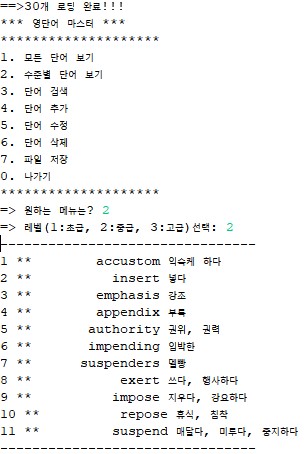 ==>30개 로딩 완료!!!
*** 영단어 마스터 ***
********************
1. 모든 단어 보기
2. 수준별 단어 보기
3. 단어 검색
4. 단어 추가
5. 단어 수정
6. 단어 삭제
7. 파일 저장
0. 나가기
********************
=> 원하는 메뉴는? 2
=> 레벨(1:초급, 2:중급, 3:고급)선택: 2
--------------------------------
1 ** accustom 익숙케 하다
2 ** insert 넣다
3 ** emphasis 강조
4 ** appendix 부록
5 ** authority 권위, 권력
6 ** impending 임박한
7 ** suspenders 멜빵
8 ** exert 쓰다, 행사하다
9 ** impose 지우다, 강요하다
10 ** repose 휴식, 침착
11 ** suspend 매달다, 미루다, 중지하다
--------------------------------